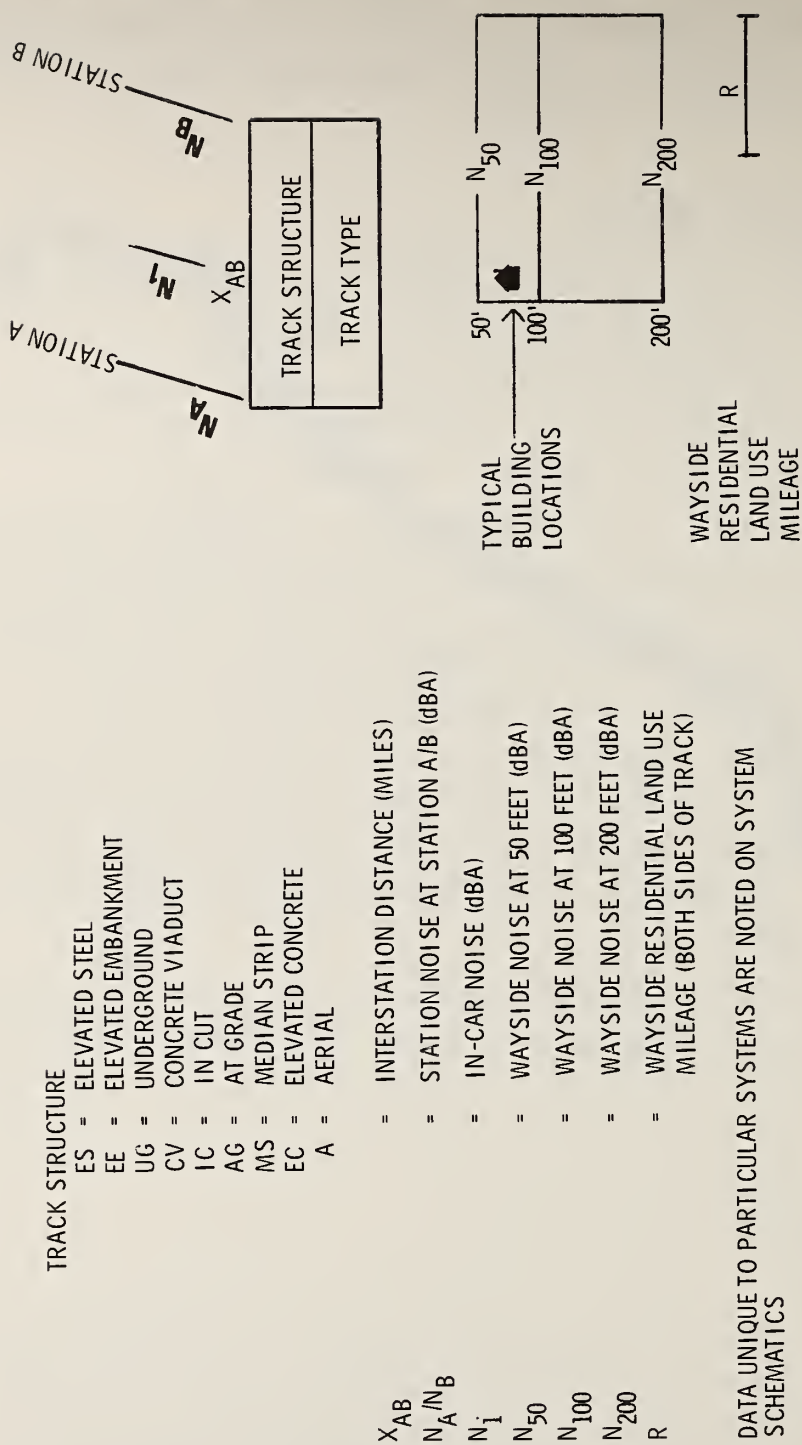 TRACK STRUCTURE
ES = ELEVATED STEEL
EE = ELEVATED EMBANKMENT
UG = UNDERGROUND
CV = CONCRETE VIADUCT
IC = IN CUT
AG = AT GRADE
MS = MEDIAN STRIP
EC = ELEVATED CONCRETE
A = AERIAL
X_AB = INTERSTATION DISTANCE (MILES)
N_A/N_B = STATION NOISE AT STATION A/B (dBA)
N_i = IN-CAR NOISE (dBA)
N_50 = WAYSIDE NOISE AT 50 FEET (dBA)
N_100 = WAYSIDE NOISE AT 100 FEET (dBA)
N_200 = WAYSIDE NOISE AT 200 FEET (dBA)
R = WAYSIDE RESIDENTIAL LAND USE
MILEAGE (BOTH SIDES OF TRACK)
DATA UNIQUE TO PARTICULAR SYSTEMS ARE NOTED ON SYSTEM
SCHEMATICS
STATION A
STATION B
N_A
N_1
N_B
X_AB
TRACK STRUCTURE
TRACK TYPE
TYPICAL
BUILDING
LOCATIONS
50'
N_50
100'
N_100
200'
N_200
WAYSIDE
RESIDENTIAL
LAND USE
MILEAGE
R